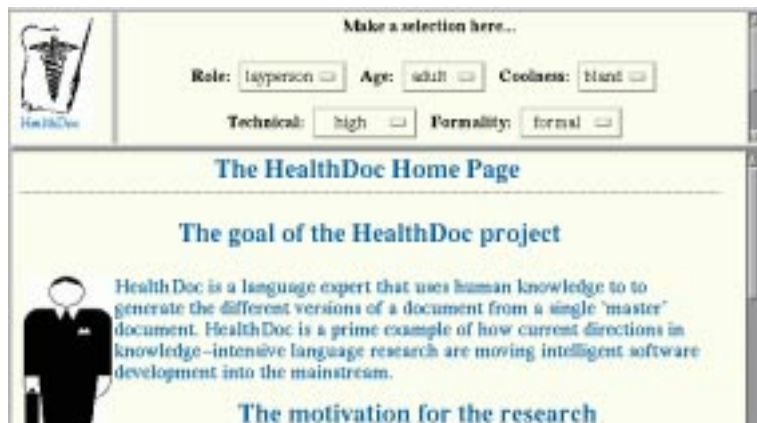 Make a selection here...
Role: layperson Age: adult Coolness: bland
HealthDoc
Technical: high Formality: formal
The HealthDoc Home Page
The goal of the HealthDoc project
HealthDoc is a language expert that uses human knowledge to to
generate the different versions of a document from a single "master"
document. HealthDoc is a prime example of how current directions in
knowledge-intensive language research are moving intelligent software
development into the mainstream.
The motivation for the research